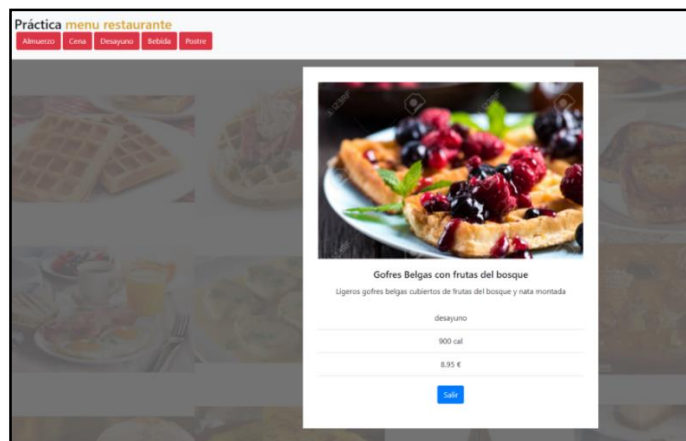 Práctica menu restaurante
Almuerzo Cena Desayuno Bebida Postre
Gofres Belgas con frutas del bosque
Ligeros gofres belgas cubiertos de frutas del bosque y nata montada
desayuno
900 cal
8.95 €
Salir